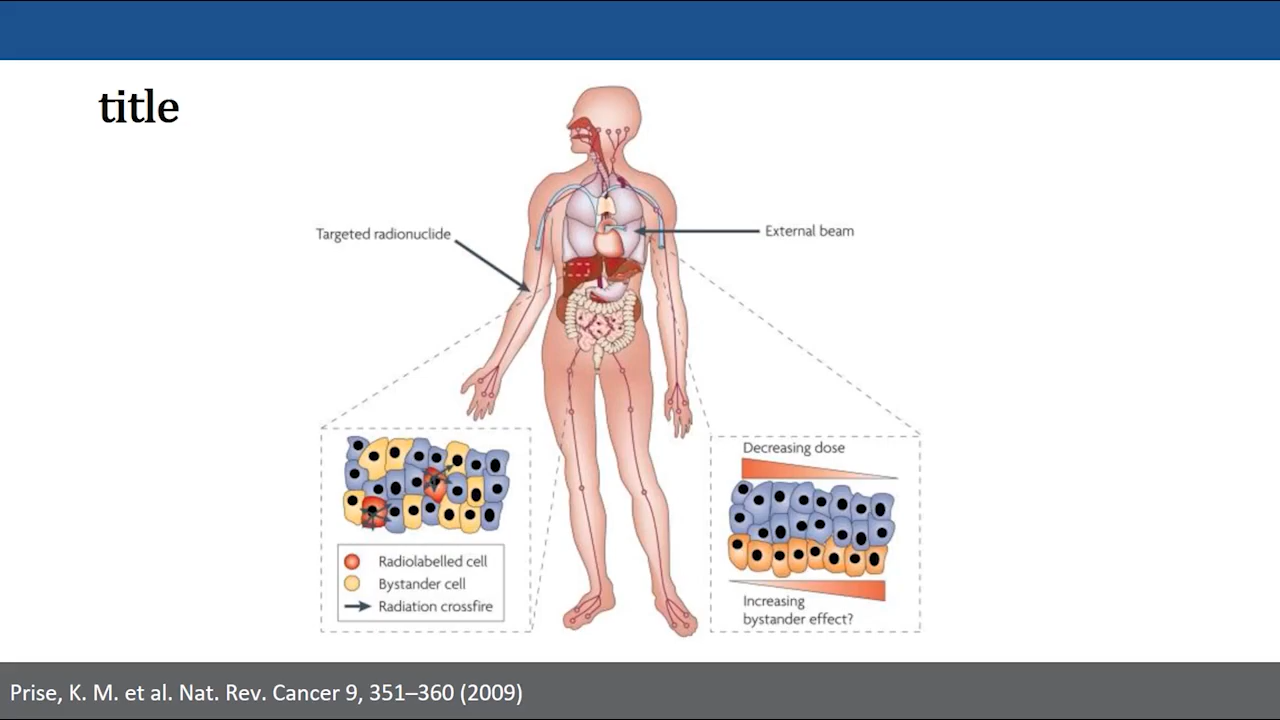 title
Targeted radionuclide
External beam
Decreasing dose
Radiolabelled cell
Bystander cell
Radiation crossfire
Increasing
bystander effect?
Prise, K. M. et al. Nat. Rev. Cancer 9, 351–360 (2009)